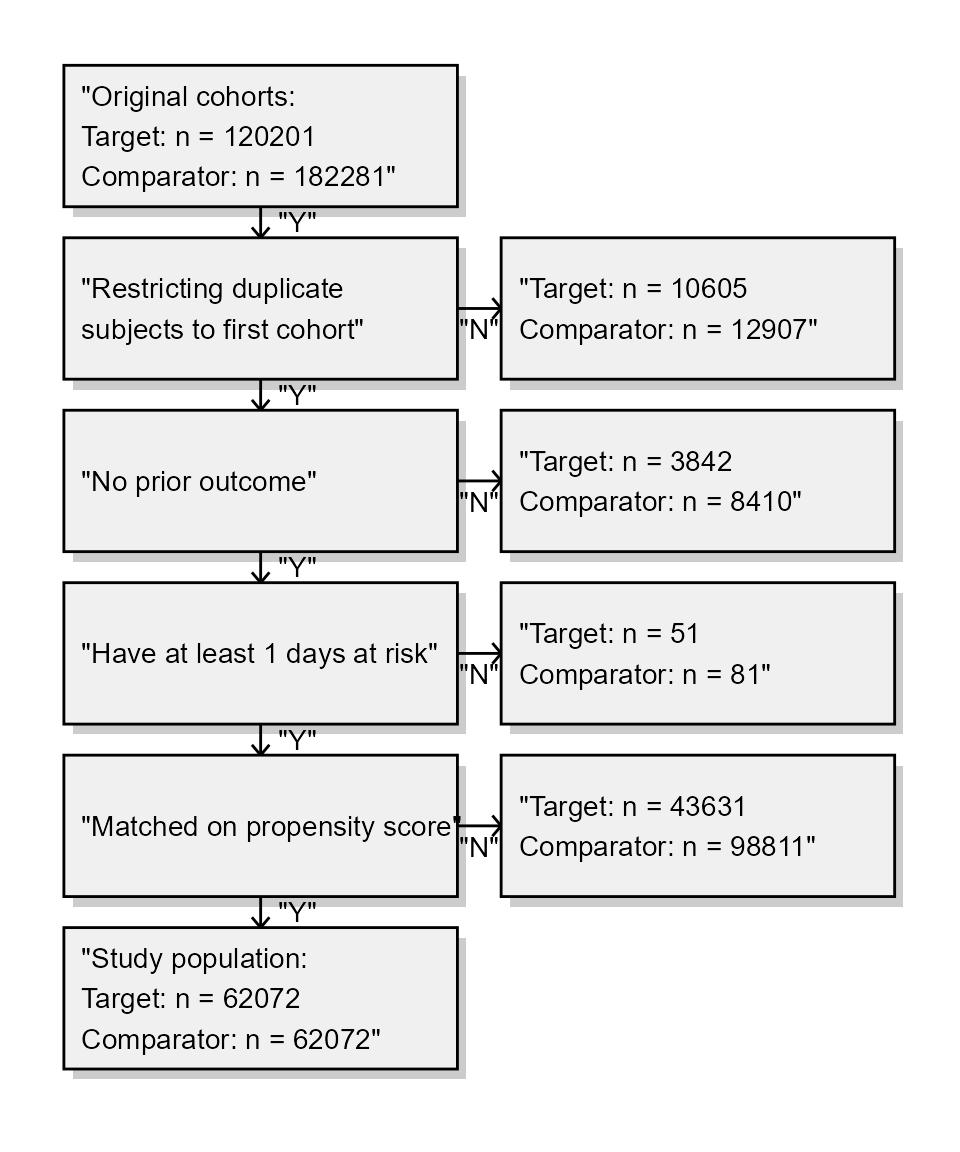 "Original cohorts:
Target: n = 120201
Comparator: n = 182281"
"Y"
"Restricting duplicate
subjects to first cohort"
"N"
"Target: n = 10605
Comparator: n = 12907"
"Y"
"No prior outcome"
"N"
"Target: n = 3842
Comparator: n = 8410"
"Y"
"Have at least 1 days at risk"
"N"
"Target: n = 51
Comparator: n = 81"
"Y"
"Matched on propensity score"
"N"
"Target: n = 43631
Comparator: n = 98811"
"Y"
"Study population:
Target: n = 62072
Comparator: n = 62072"